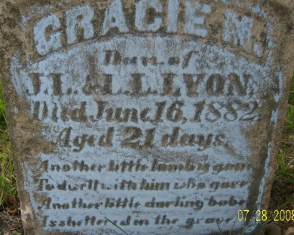 GRACIE M.
Dau. of
J. L. & L. L. LYON
Died June 16, 1882
Aged 21 days
Another little lamb is gone
To dwell with him who gave
Another little darling babe
Is sheltered in the grave
07.28.2008